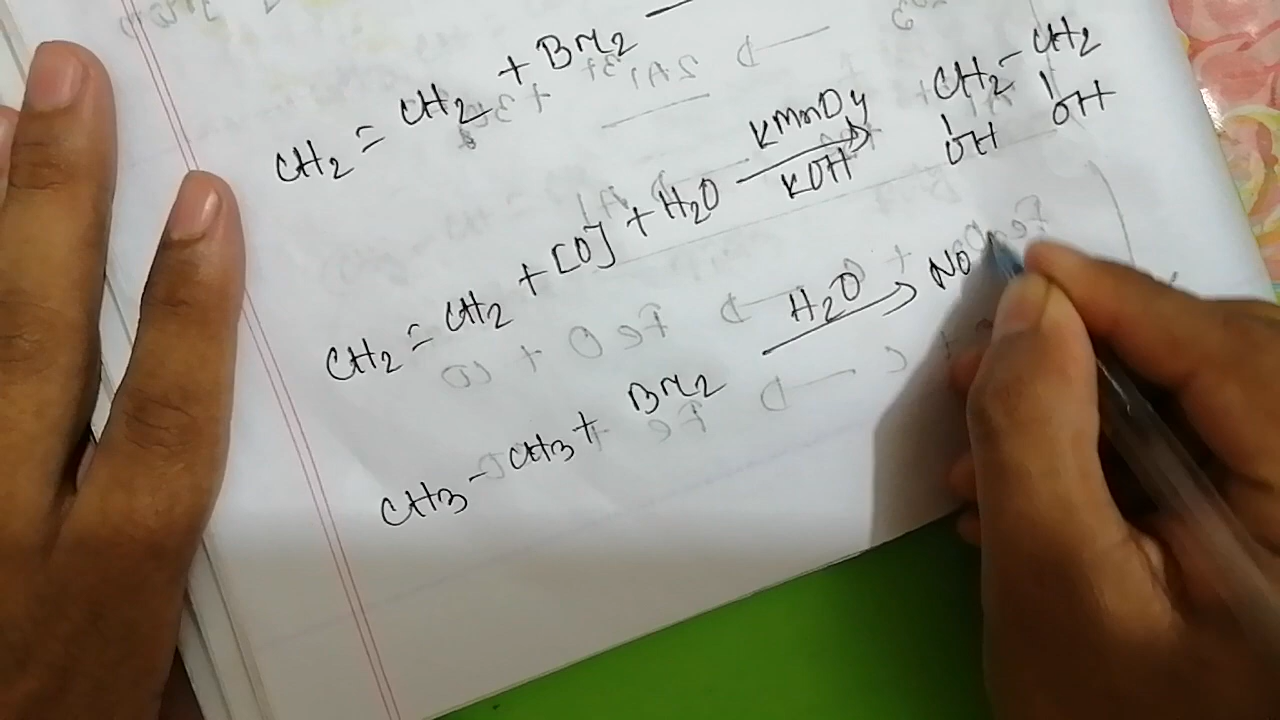 CH2 = CH2 + Br2
CH2 = CH2 + [O] + H2O KMnO4 KOH → CH2 - CH2
OH OH
CH3 - CH3 + Br2 H2O → No